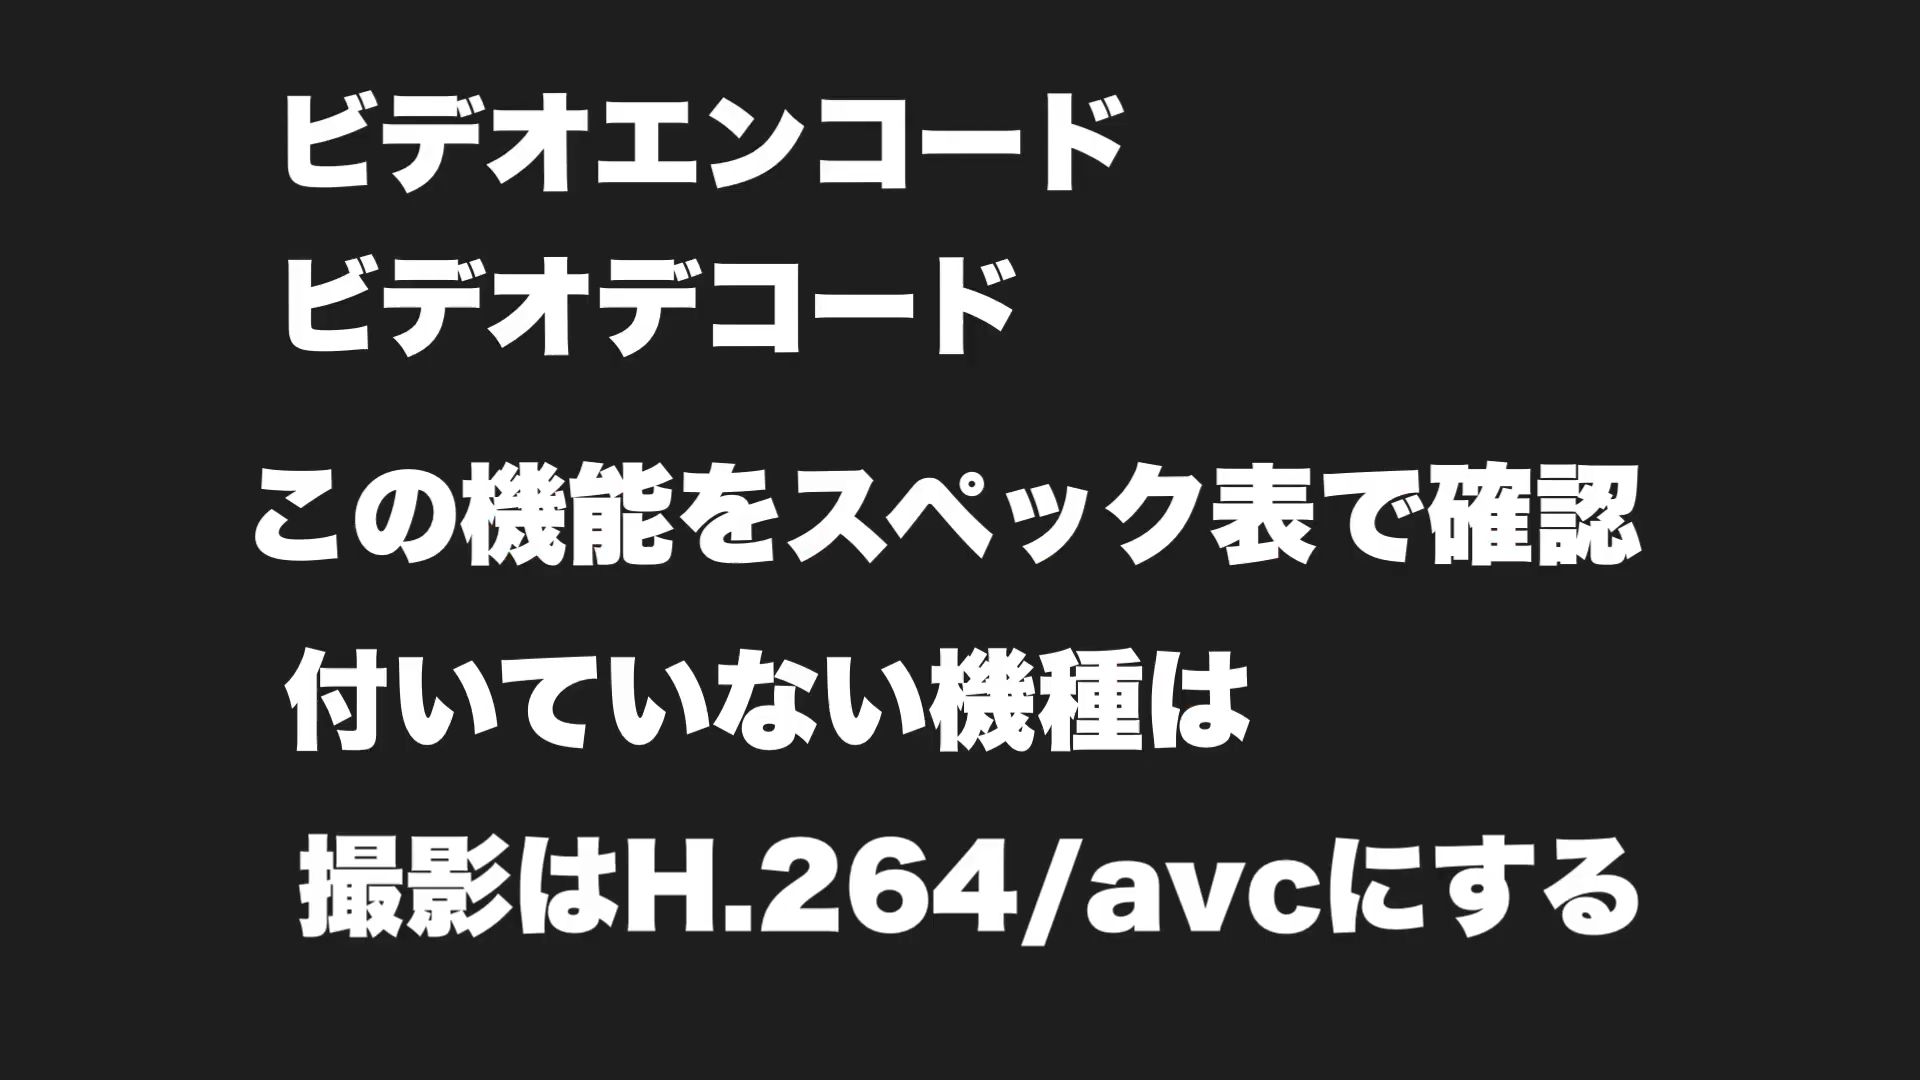 ビデオエンコード
ビデオデコード
この機能をスペック表で確認
付いていない機種は
撮影はH.264/avcにする